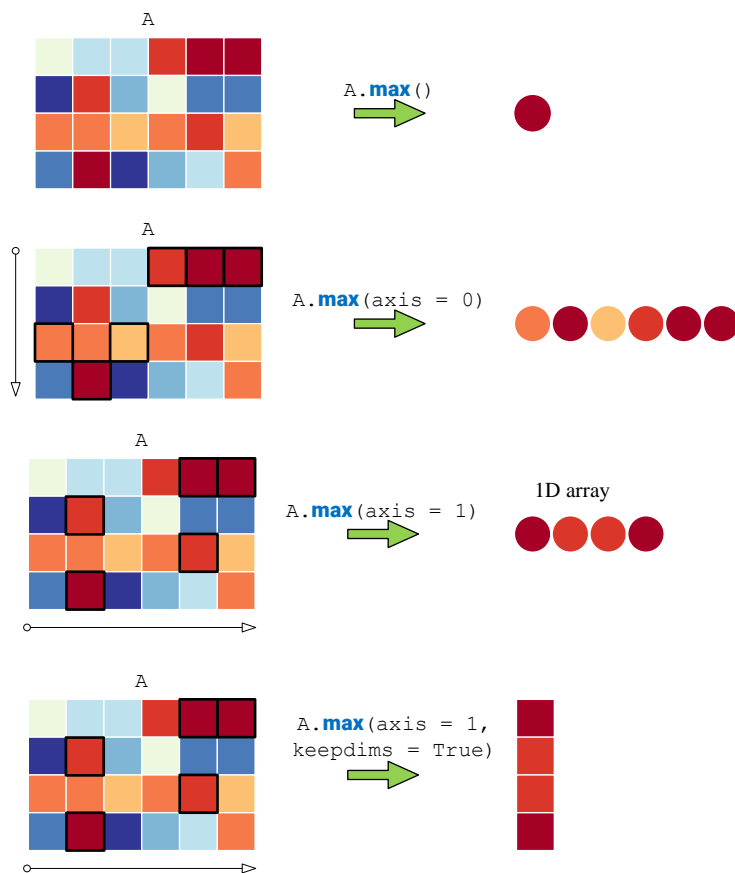 A
A.max()
A
A.max(axis = 0)
A
A.max(axis = 1)
1D array
A
A.max(axis = 1,
keepdims = True)